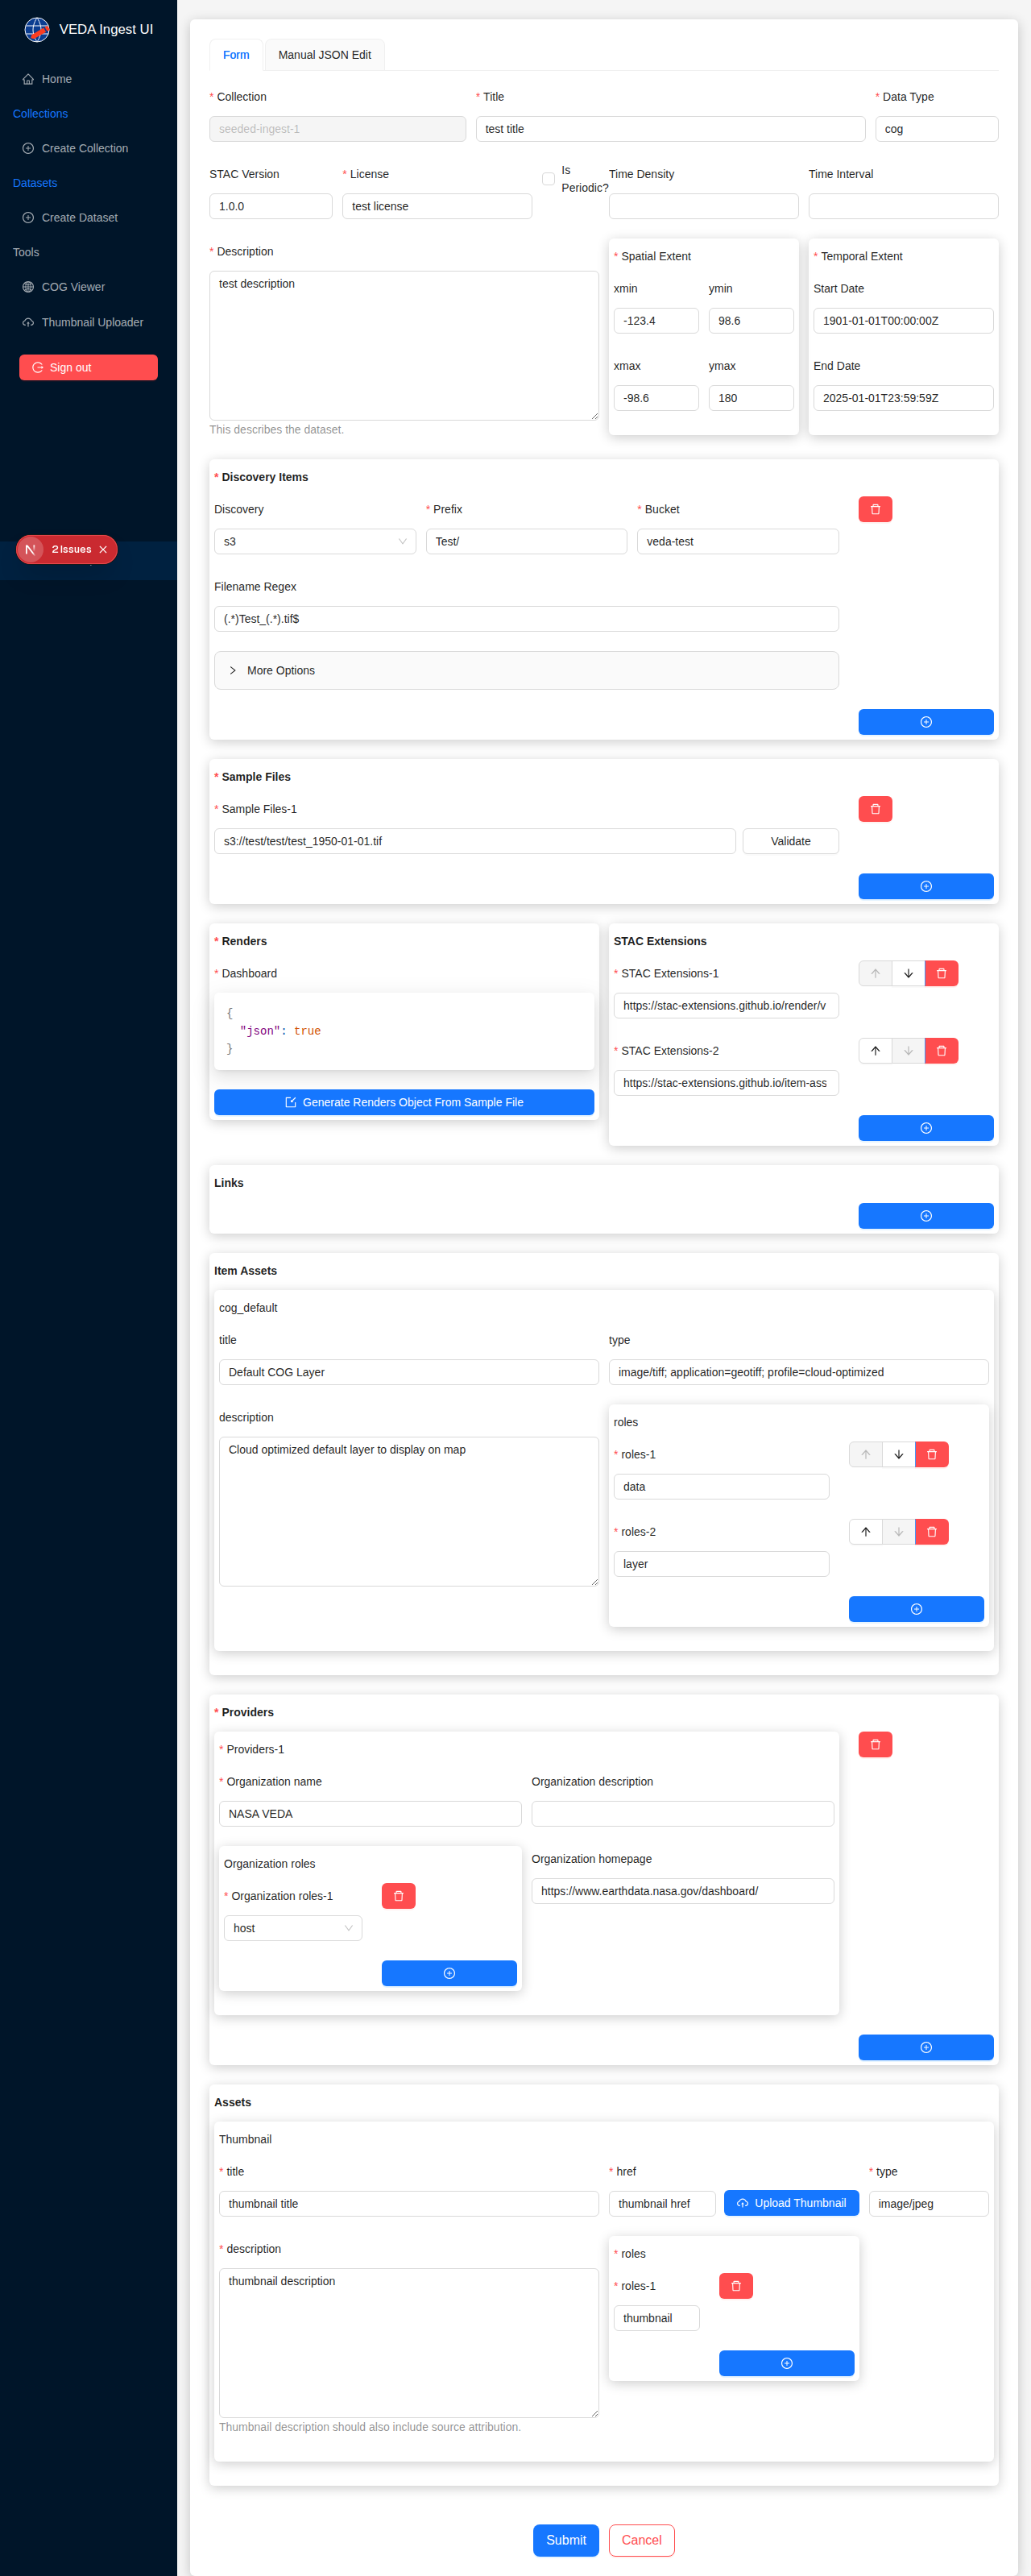 VEDA Ingest UI
Home
Collections
Create Collection
Datasets
Create Dataset
Tools
COG Viewer
Thumbnail Uploader
Sign out
2 Issues
Form
Manual JSON Edit
* Collection
* Title
* Data Type
seeded-ingest-1
test title
cog
STAC Version
* License
Is Periodic?
Time Density
Time Interval
1.0.0
test license
* Description
test description
This describes the dataset.
* Spatial Extent
xmin
ymin
-123.4
98.6
xmax
ymax
-98.6
180
* Temporal Extent
Start Date
1901-01-01T00:00:00Z
End Date
2025-01-01T23:59:59Z
* Discovery Items
Discovery
* Prefix
* Bucket
s3
Test/
veda-test
Filename Regex
(.*)Test_(.*).tif$
More Options
* Sample Files
* Sample Files-1
s3://test/test/test_1950-01-01.tif
Validate
* Renders
* Dashboard
{
"json": true
}
Generate Renders Object From Sample File
STAC Extensions
* STAC Extensions-1
https://stac-extensions.github.io/render/v
* STAC Extensions-2
https://stac-extensions.github.io/item-ass
Links
Item Assets
cog_default
title
type
Default COG Layer
image/tiff; application=geotiff; profile=cloud-optimized
description
Cloud optimized default layer to display on map
roles
* roles-1
data
* roles-2
layer
* Providers
* Providers-1
* Organization name
Organization description
NASA VEDA
Organization roles
* Organization roles-1
host
Organization homepage
https://www.earthdata.nasa.gov/dashboard/
Assets
Thumbnail
* title
* href
* type
thumbnail title
thumbnail href
Upload Thumbnail
image/jpeg
* description
thumbnail description
Thumbnail description should also include source attribution.
* roles
* roles-1
thumbnail
Submit
Cancel